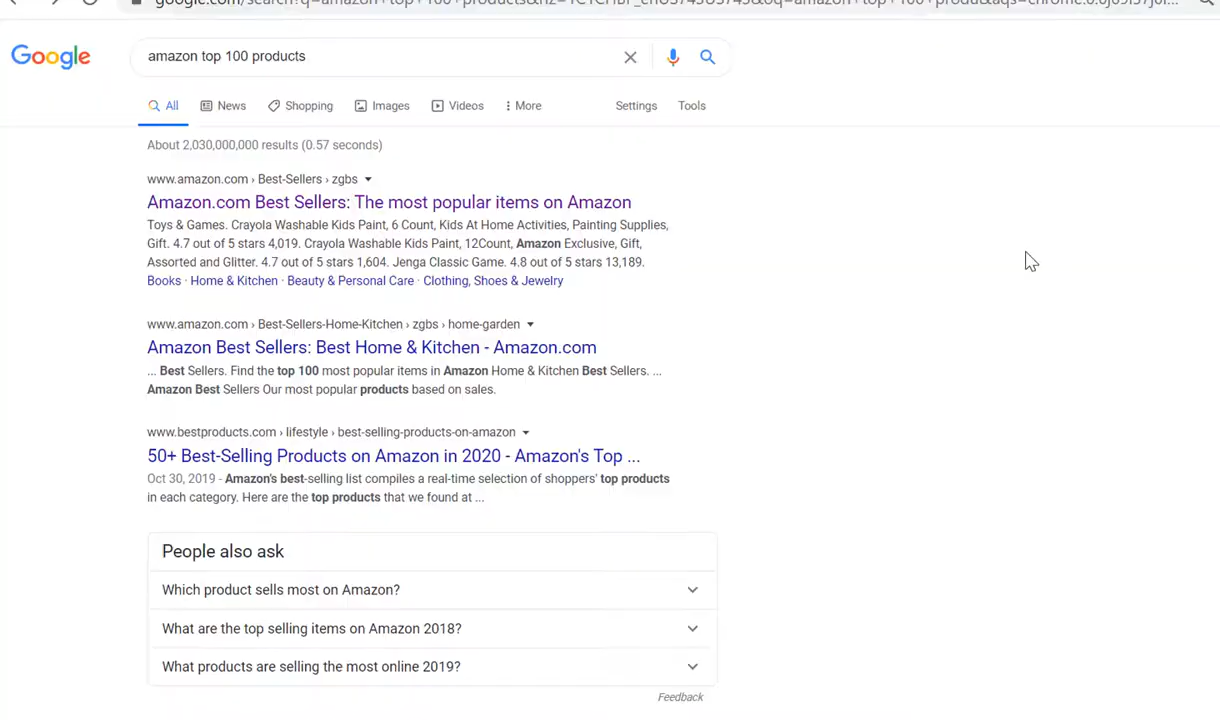 Google
amazon top 100 products
All News Shopping Images Videos More Settings Tools
About 2,030,000,000 results (0.57 seconds)
www.amazon.com › Best-Sellers › zgbs
Amazon.com Best Sellers: The most popular items on Amazon
Toys & Games. Crayola Washable Kids Paint, 6 Count, Kids At Home Activities, Painting Supplies,
Gift. 4.7 out of 5 stars 4,019. Crayola Washable Kids Paint, 12Count, Amazon Exclusive, Gift,
Assorted and Glitter. 4.7 out of 5 stars 1,604. Jenga Classic Game. 4.8 out of 5 stars 13,189.
Books · Home & Kitchen · Beauty & Personal Care · Clothing, Shoes & Jewelry
www.amazon.com › Best-Sellers-Home-Kitchen › zgbs › home-garden
Amazon Best Sellers: Best Home & Kitchen - Amazon.com
... Best Sellers. Find the top 100 most popular items in Amazon Home & Kitchen Best Sellers. ...
Amazon Best Sellers Our most popular products based on sales.
www.bestproducts.com › lifestyle › best-selling-products-on-amazon
50+ Best-Selling Products on Amazon in 2020 - Amazon's Top ...
Oct 30, 2019 - Amazon's best-selling list compiles a real-time selection of shoppers' top products
in each category. Here are the top products that we found at ...
People also ask
Which product sells most on Amazon?
What are the top selling items on Amazon 2018?
What products are selling the most online 2019?
Feedback